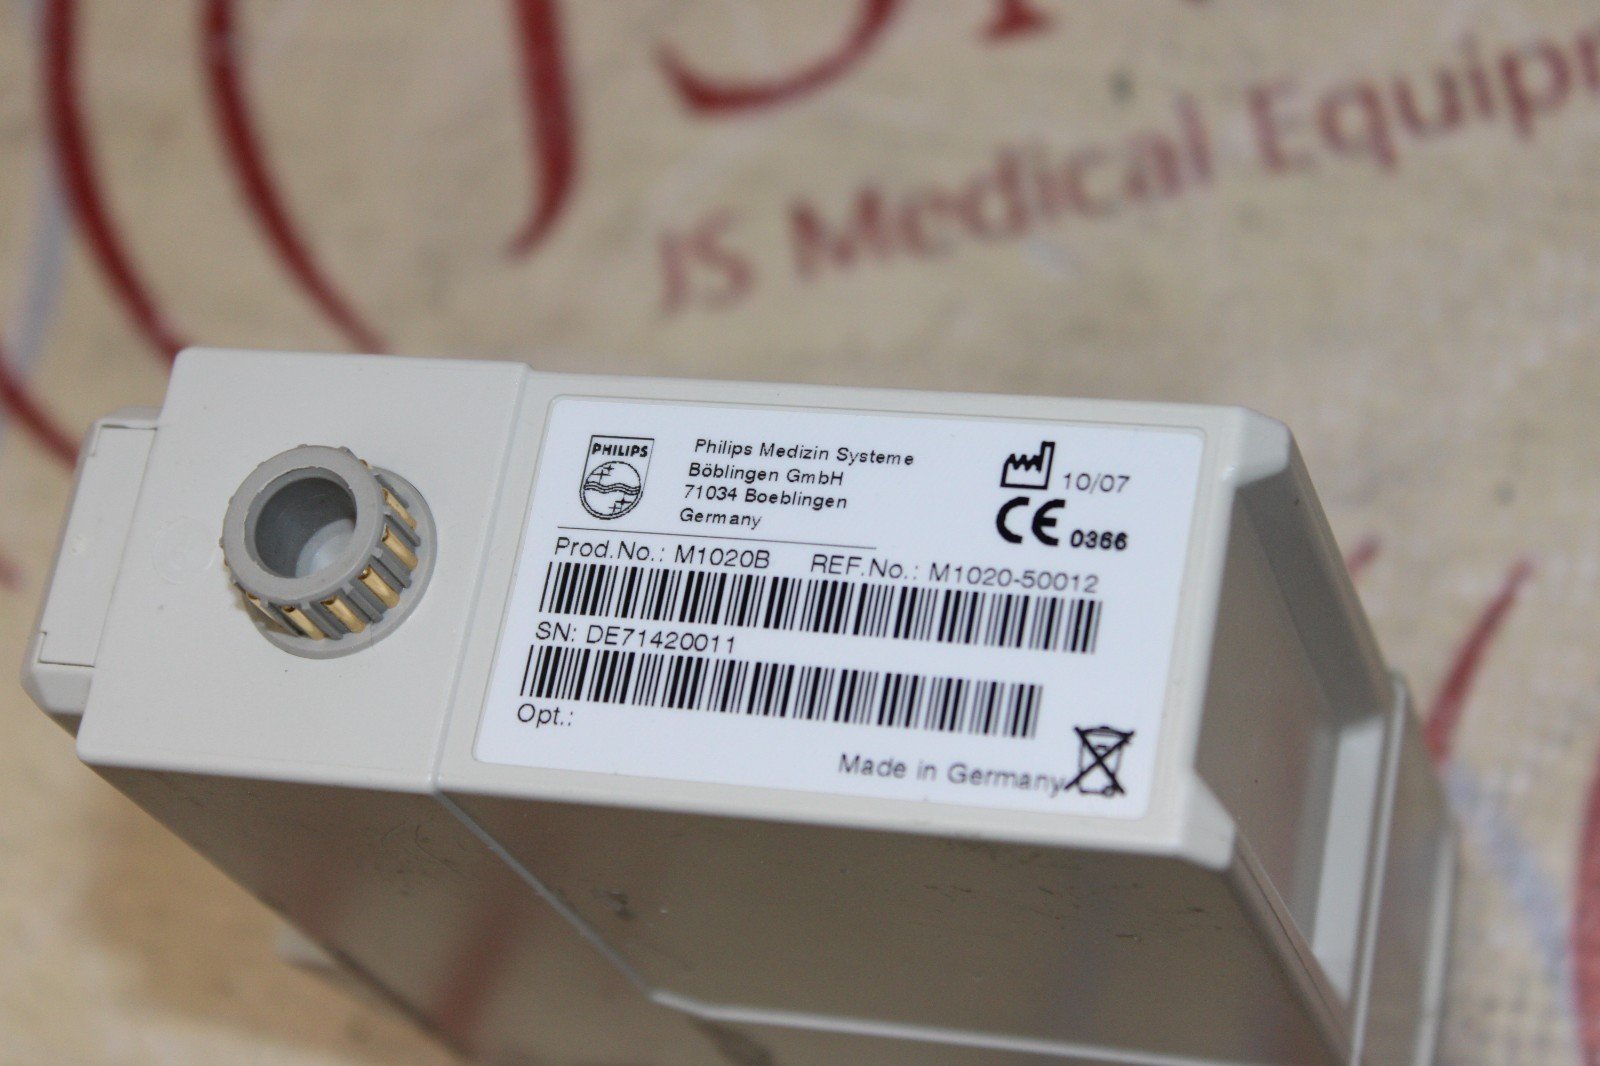 JS Medical Equipm
PHILIPS
Philips Medizin Systeme
Böblingen GmbH
71034 Boeblingen
Germany
10/07
CE 0366
Prod.No.: M1020B REF.No.: M1020-50012
SN: DE71420011
Opt.:
Made in Germany